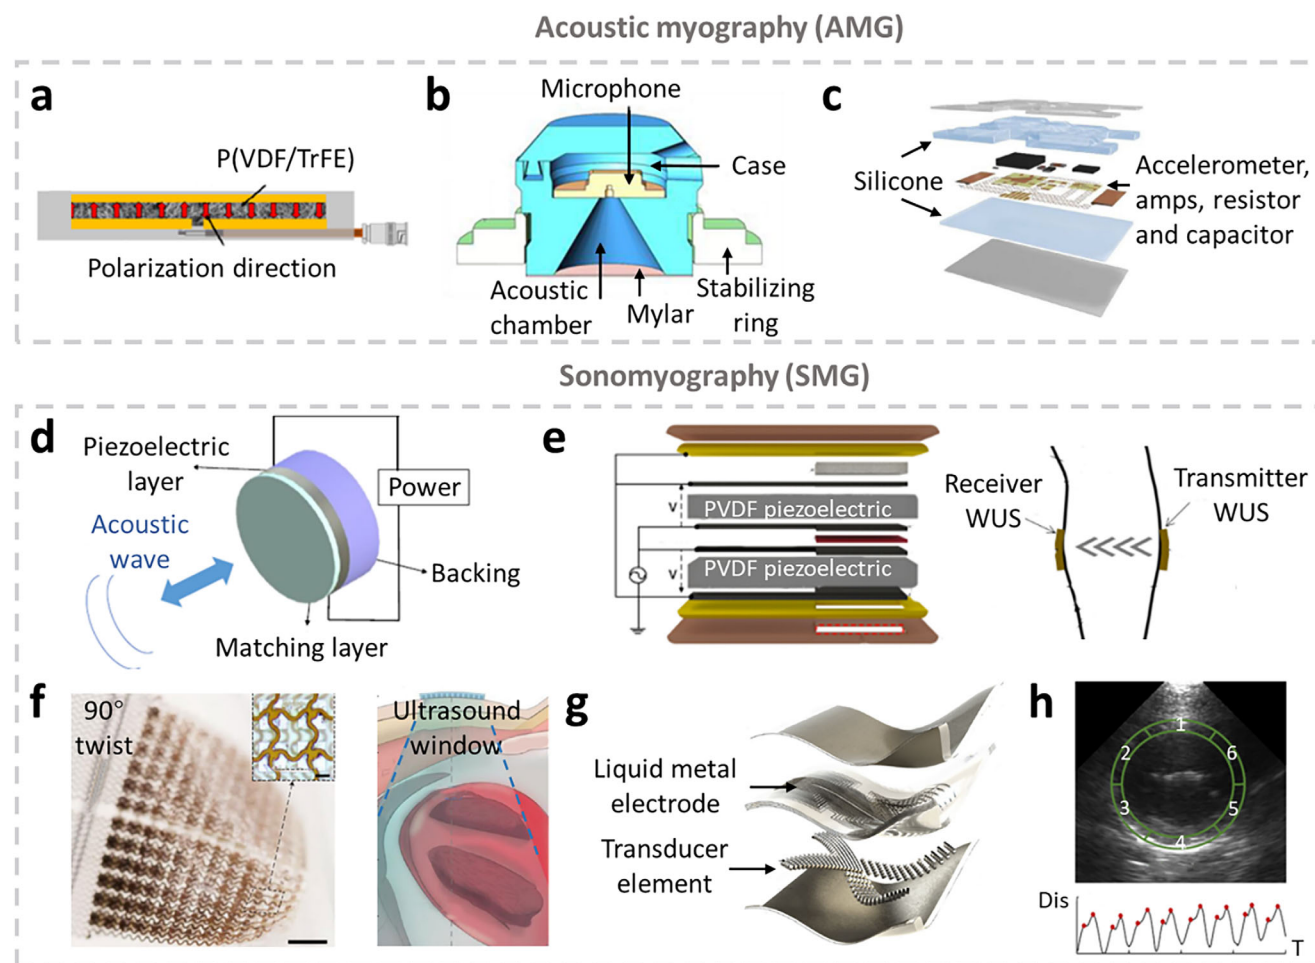 Acoustic myography (AMG)
a
P(VDF/TrFE)
Polarization direction
b
Microphone
Case
Acoustic
chamber
Mylar
Stabilizing
ring
c
Silicone
Accelerometer,
amps, resistor
and capacitor
Sonomyography (SMG)
d
Piezoelectric
layer
Power
Acoustic
wave
Backing
Matching layer
e
V
PVDF piezoelectric
V
PVDF piezoelectric
Receiver
WUS
Transmitter
WUS
f
90°
twist
Ultrasound
window
g
Liquid metal
electrode
Transducer
element
h
1
2
6
3
5
4
Dis
T